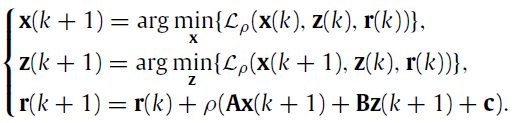 x(k + 1) = arg min_x{ℒ_ρ(x(k), z(k), r(k))},
z(k + 1) = arg min_z{ℒ_ρ(x(k + 1), z(k), r(k))},
r(k + 1) = r(k) + ρ(Ax(k + 1) + Bz(k + 1) + c).